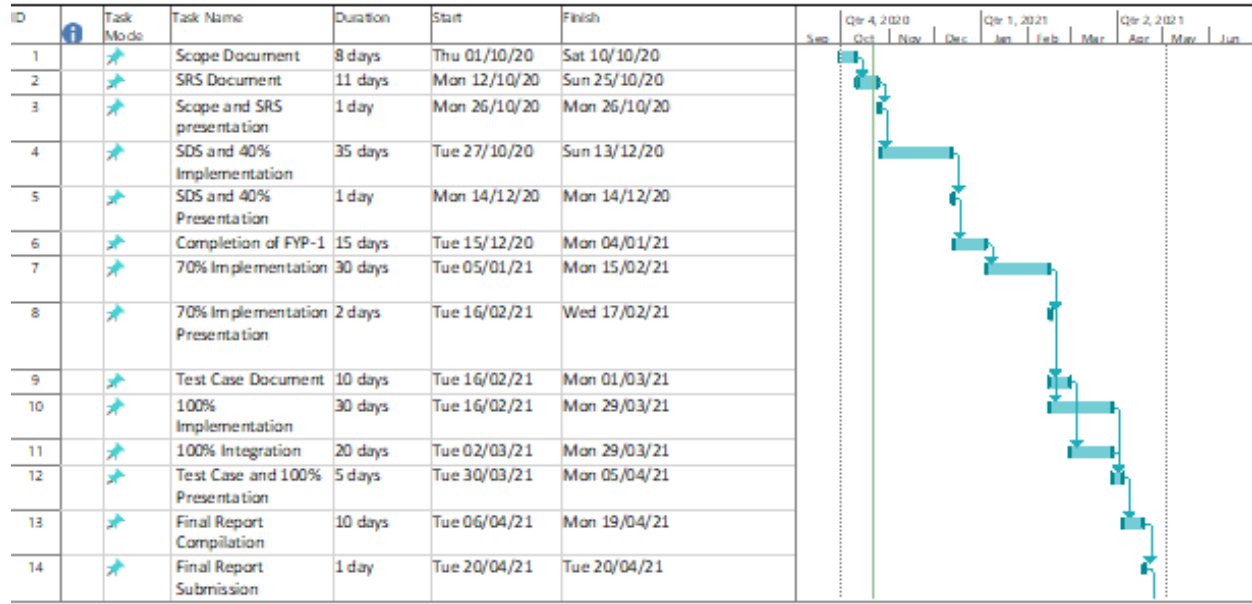 ID Task Mode Task Name Duration Start Finish
Qtr 4, 2020 Qtr 1, 2021 Qtr 2, 2021
Sep Oct Nov Dec Jan Feb Mar Apr May Jun
1 Scope Document 8 days Thu 01/10/20 Sat 10/10/20
2 SRS Document 11 days Mon 12/10/20 Sun 25/10/20
3 Scope and SRS 1 day Mon 26/10/20 Mon 26/10/20
presentation
4 SDS and 40% 35 days Tue 27/10/20 Sun 13/12/20
Implementation
5 SDS and 40% 1 day Mon 14/12/20 Mon 14/12/20
Presentation
6 Completion of FYP-1 15 days Tue 15/12/20 Mon 04/01/21
7 70% Implementation 30 days Tue 05/01/21 Mon 15/02/21
8 70% Implementation 2 days Tue 16/02/21 Wed 17/02/21
Presentation
9 Test Case Document 10 days Tue 16/02/21 Mon 01/03/21
10 100% 30 days Tue 16/02/21 Mon 29/03/21
Implementation
11 100% Integration 20 days Tue 02/03/21 Mon 29/03/21
12 Test Case and 100% 5 days Tue 30/03/21 Mon 05/04/21
Presentation
13 Final Report 10 days Tue 06/04/21 Mon 19/04/21
Compilation
14 Final Report 1 day Tue 20/04/21 Tue 20/04/21
Submission